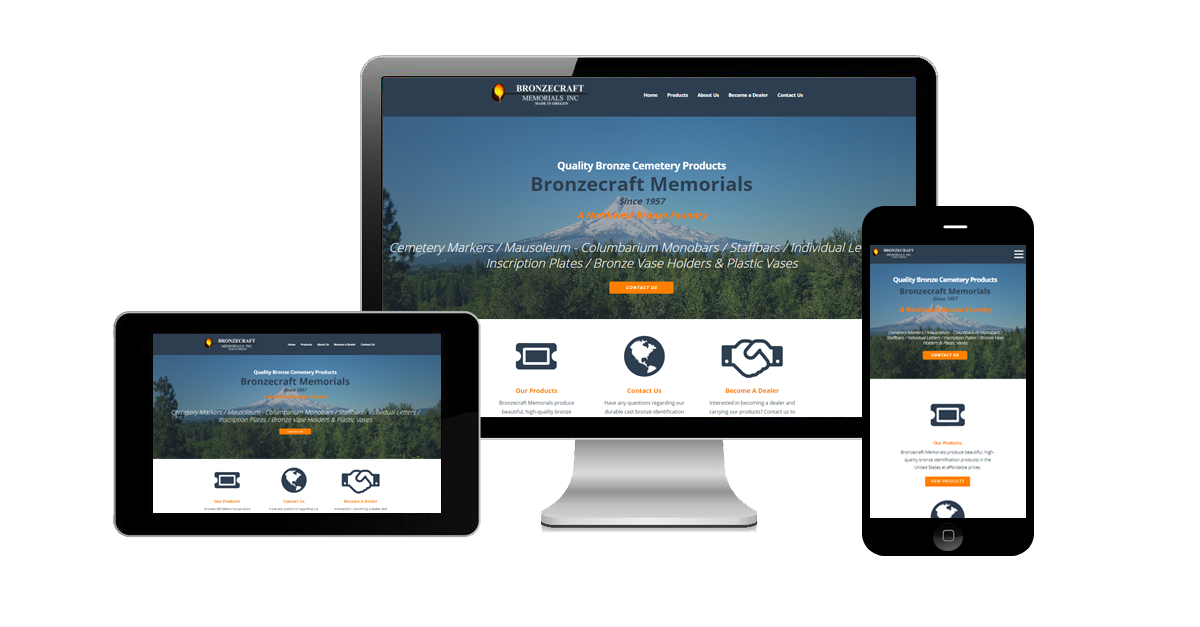 BRONZECRAFT
MEMORIALS INC
MADE IN OREGON
Home Products About Us Become a Dealer Contact Us
Quality Bronze Cemetery Products
Bronzecraft Memorials
Since 1957
A Northwest Bronze Foundry
Cemetery Markers / Mausoleum - Columbarium Monobars / Staffbars / Individual Le
Inscription Plates / Bronze Vase Holders & Plastic Vases
CONTACT US
Our Products Contact Us Become A Dealer
Bronzecraft Memorials produce Have any questions regarding our Interested in becoming a dealer and
beautiful, high-quality bronze durable cast bronze identification carrying our products? Contact us to
BRONZECRAFT
MEMORIALS INC
Home Products About Us Become a Dealer Contact Us
Quality Bronze Cemetery Products
Bronzecraft Memorials
Since 1957
Cemetery Markers / Mausoleum - Columbarium Monobars / Staffbars / Individual Letters /
Inscription Plates / Bronze Vase Holders & Plastic Vases
CONTACT US
Our Products Contact Us Become A Dealer
Bronzecraft Memorials produce Have any questions regarding our Interested in becoming a dealer and
BRONZECRAFT
MEMORIALS INC
Quality Bronze Cemetery Products
Bronzecraft Memorials
Since 1957
A Northwest Bronze Foundry
Cemetery Markers / Mausoleum - Columbarium Monobars /
Staffbars / Individual Letters / Inscription Plates / Bronze Vase
Holders & Plastic Vases
CONTACT US
Our Products
Bronzecraft Memorials produce beautiful, high-
quality bronze identification products in the
United States at affordable prices.
VIEW PRODUCTS